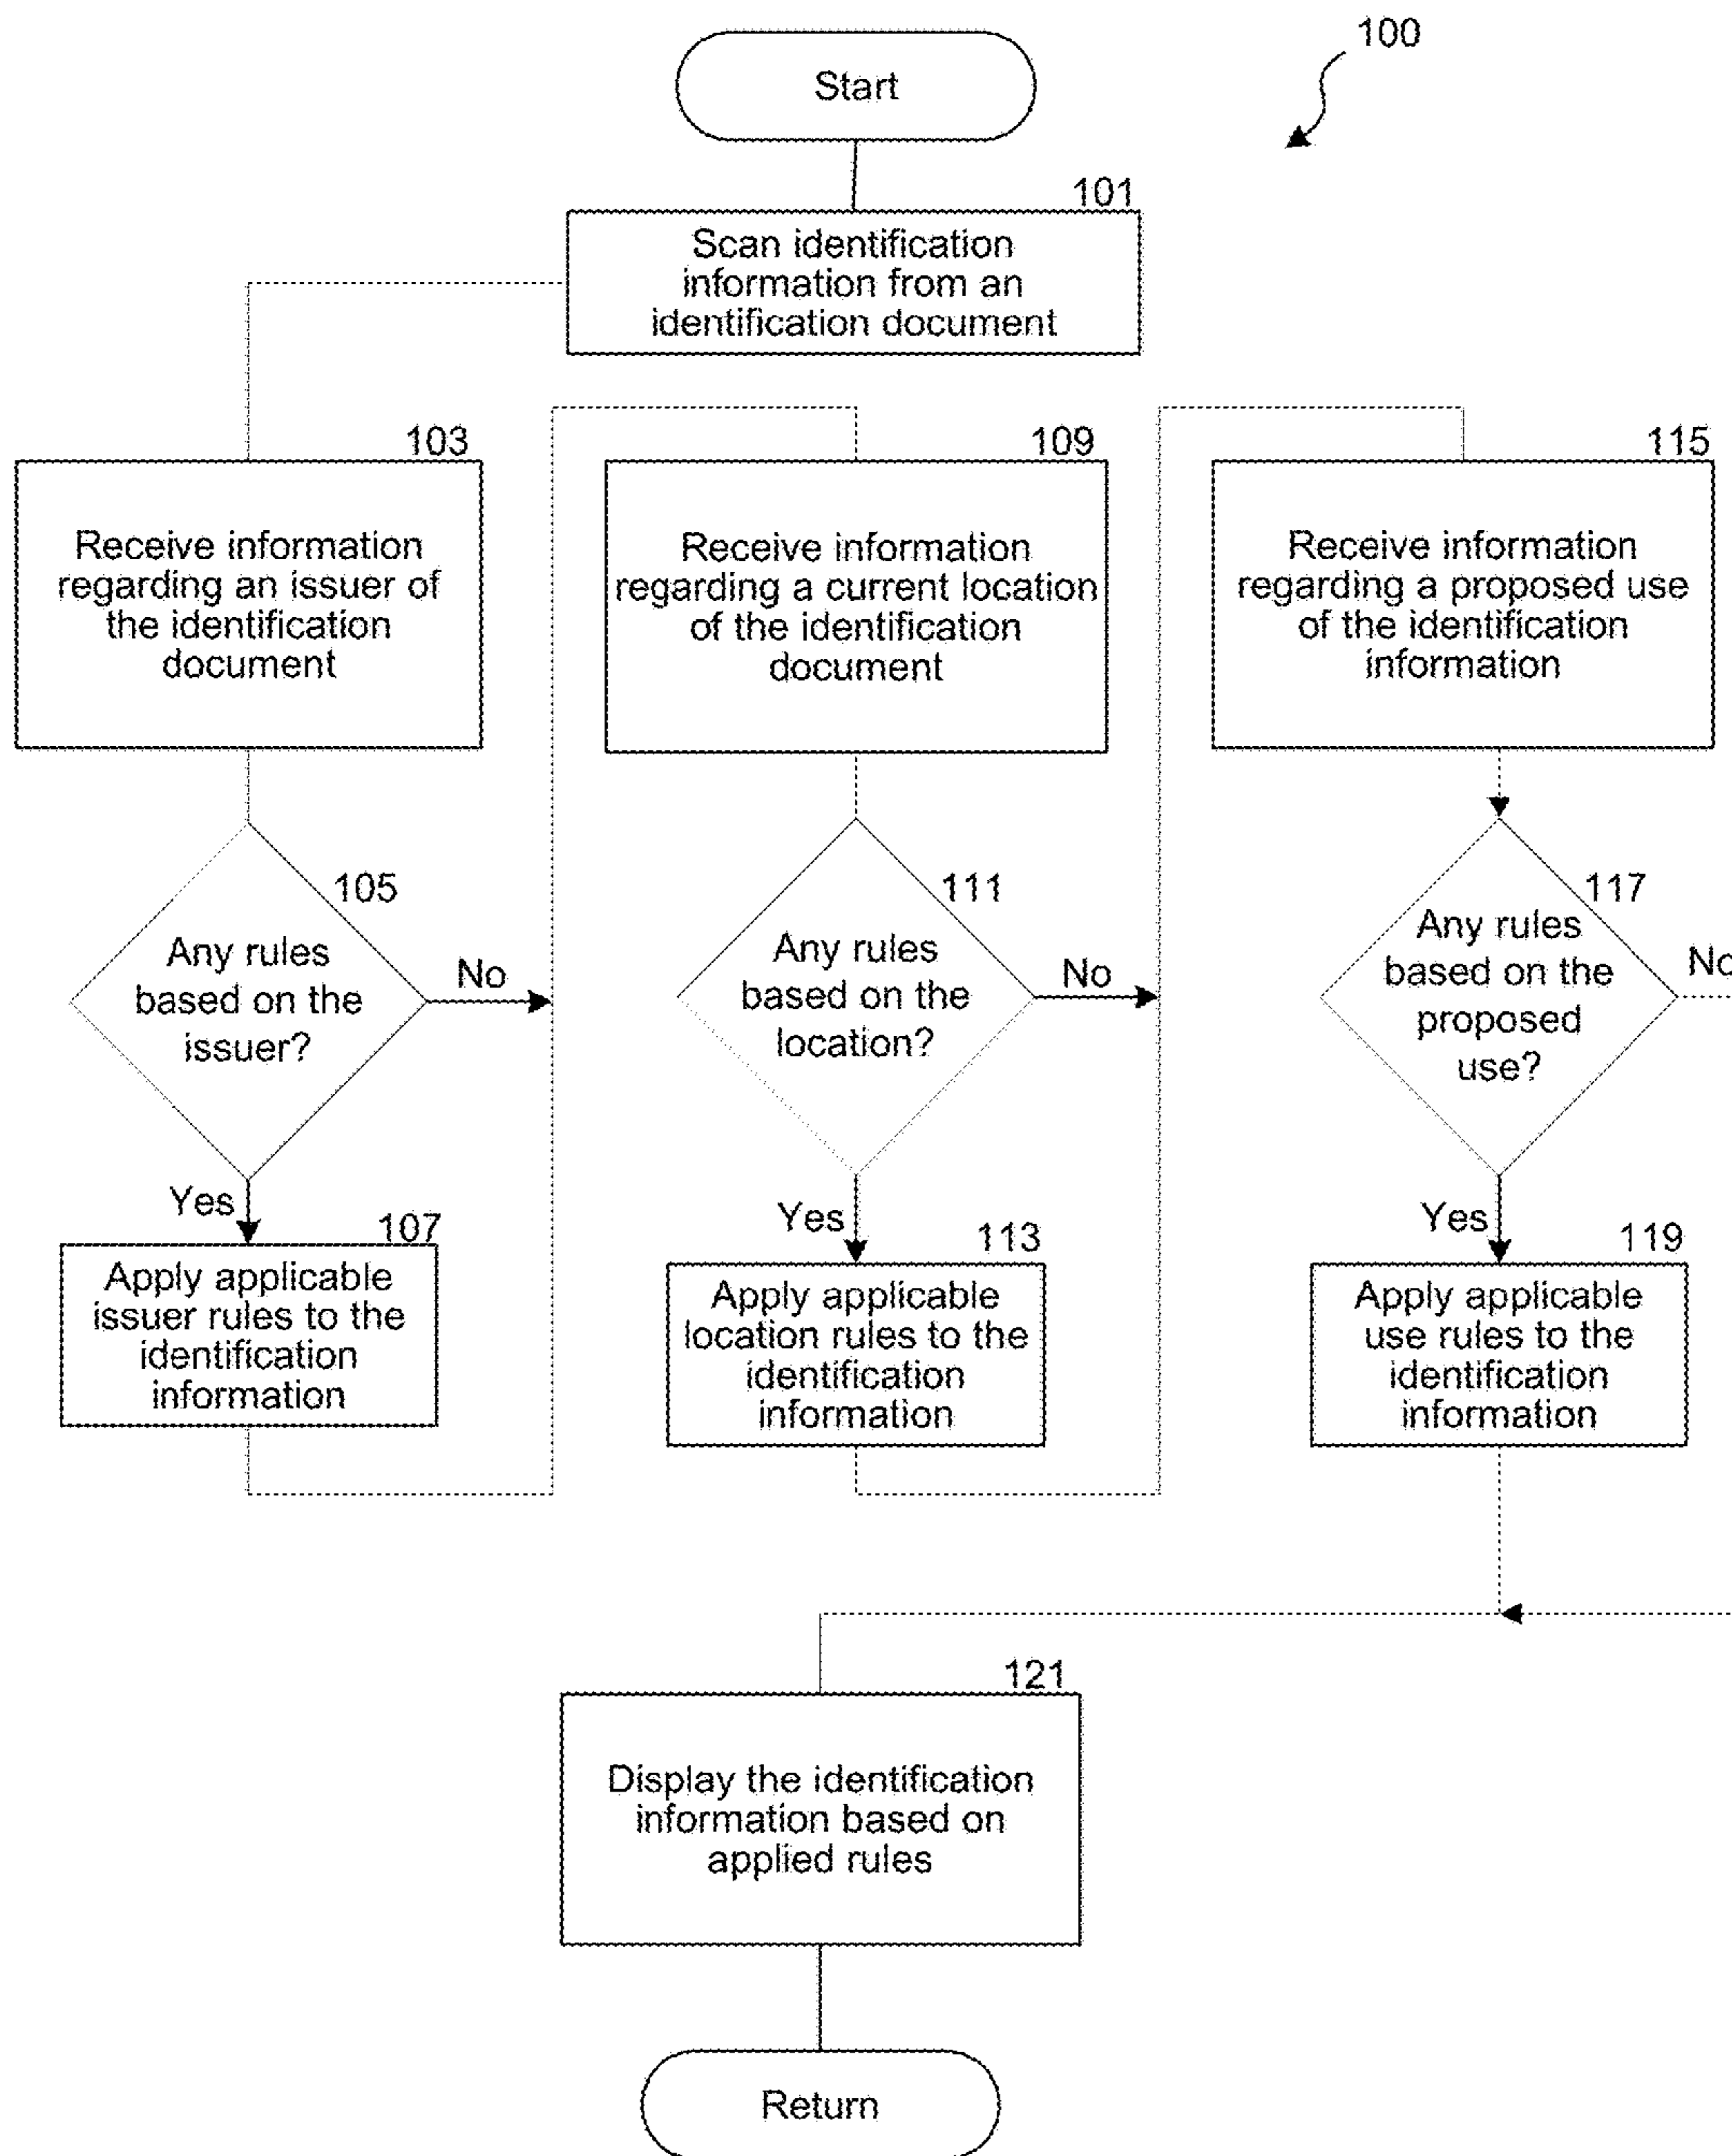 100
Start
101
Scan identification
information from an
identification document
103
Receive information
regarding an issuer of
the identification
document
105
Any rules
based on the
issuer?
No
Yes
107
Apply applicable
issuer rules to the
identification
information
109
Receive information
regarding a current location
of the identification
document
111
Any rules
based on the
location?
No
Yes
113
Apply applicable
location rules to the
identification
information
115
Receive information
regarding a proposed use
of the identification
information
117
Any rules
based on the
proposed
use?
No
Yes
119
Apply applicable
use rules to the
identification
information
121
Display the identification
information based on
applied rules
Return